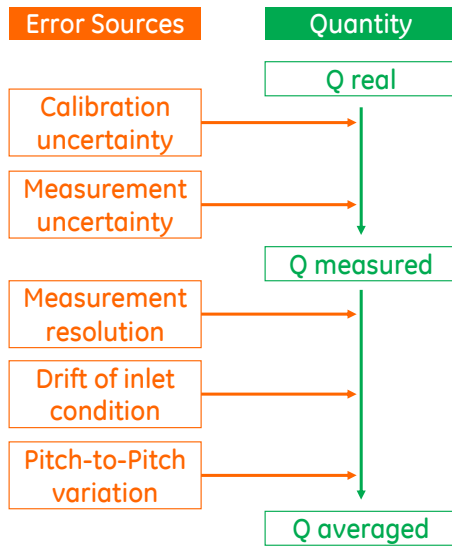 Error Sources
Quantity
Q real
Calibration
uncertainty
Measurement
uncertainty
Q measured
Measurement
resolution
Drift of inlet
condition
Pitch-to-Pitch
variation
Q averaged